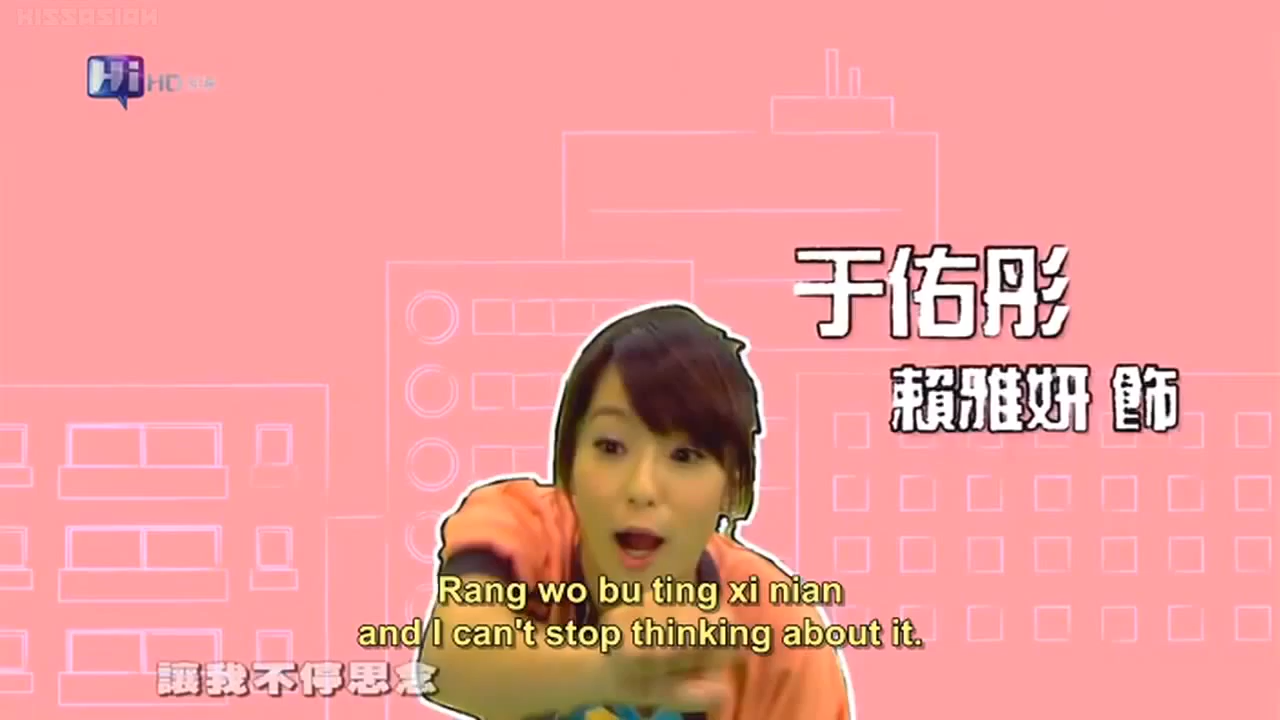 KISSASIAN
Hi HD
于佑彤
賴雅妍 飾
Rang wo bu ting xi nian
and I can't stop thinking about it.
讓我不停思念